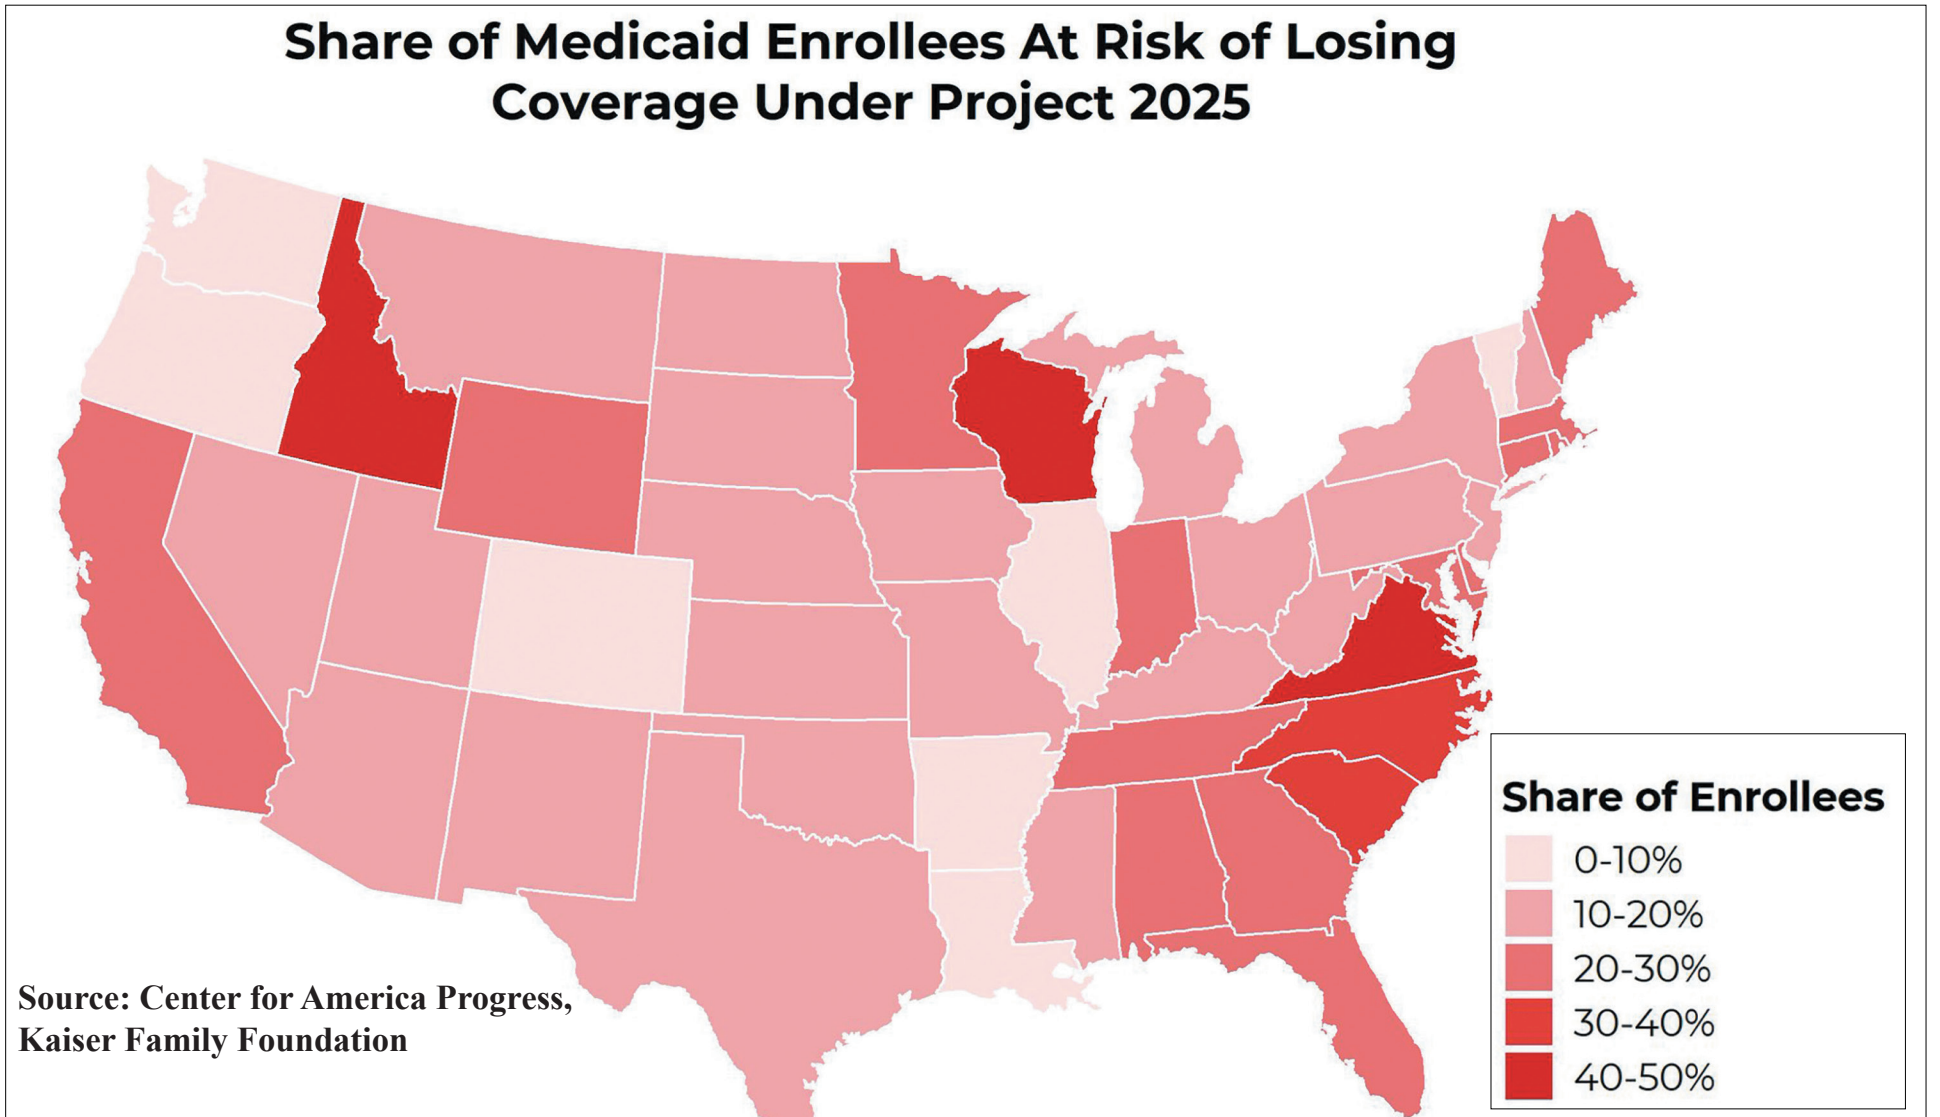 Share of Medicaid Enrollees At Risk of Losing
Coverage Under Project 2025
Share of Enrollees
0-10%
10-20%
20-30%
30-40%
40-50%
Source: Center for America Progress,
Kaiser Family Foundation